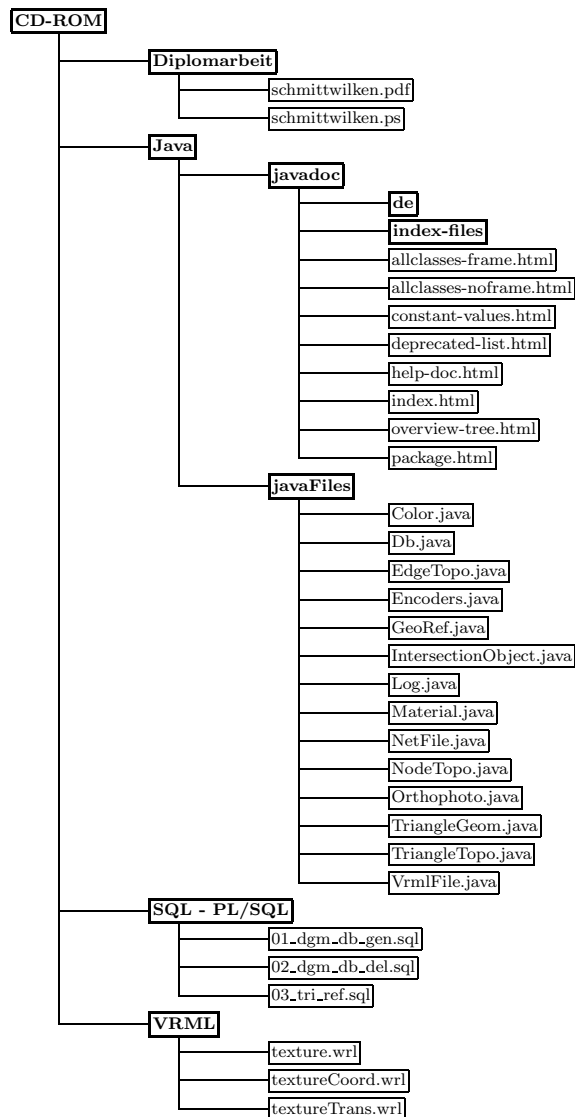 CD-ROM
Diplomarbeit
schmittwilken.pdf
schmittwilken.ps
Java
javadoc
de
index-files
allclasses-frame.html
allclasses-noframe.html
constant-values.html
deprecated-list.html
help-doc.html
index.html
overview-tree.html
package.html
javaFiles
Color.java
Db.java
EdgeTopo.java
Encoders.java
GeoRef.java
IntersectionObject.java
Log.java
Material.java
NetFile.java
NodeTopo.java
Orthophoto.java
TriangleGeom.java
TriangleTopo.java
VrmlFile.java
SQL - PL/SQL
01_dgm_db_gen.sql
02_dgm_db_del.sql
03_tri_ref.sql
VRML
texture.wrl
textureCoord.wrl
textureTrans.wrl